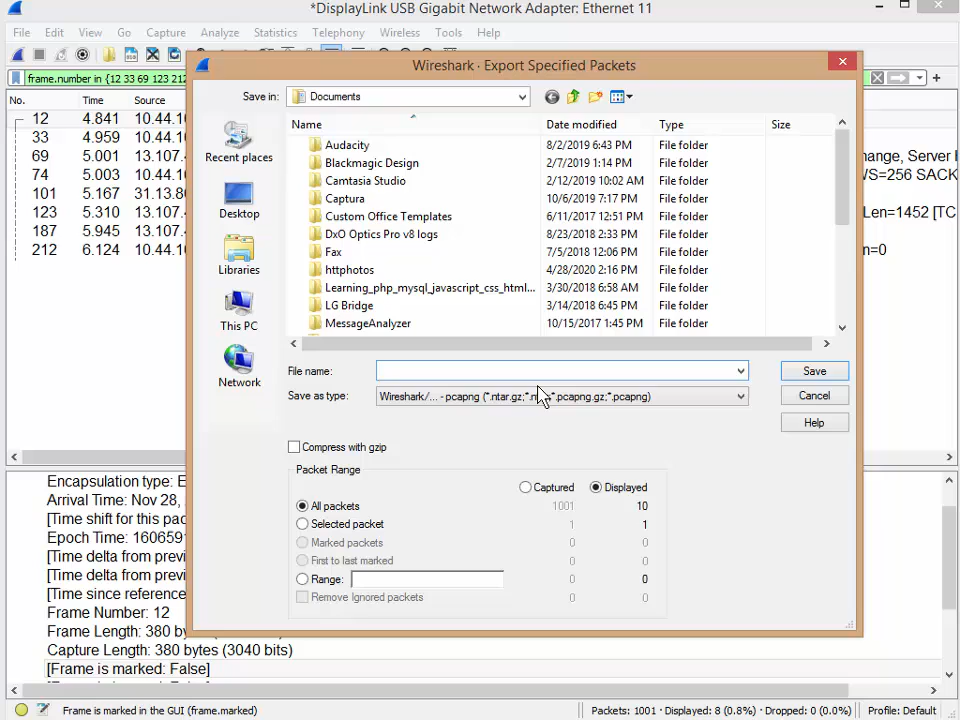 *DisplayLink USB Gigabit Network Adapter: Ethernet 11
File Edit View Go Capture Analyze Statistics Telephony Wireless Tools Help
frame.number in {12 33 69 123 212
No. Time Source
12 4.841 10.44.10
33 4.959 10.44.10
69 5.001 13.107.4 ange, Server
74 5.003 10.44.10 WS=256 SACK
101 5.167 31.13.8
123 5.310 13.107.4 Len=1452 [TC
187 5.945 13.107.4
212 6.124 10.44.10 n=0
Wireshark · Export Specified Packets
Save in: Documents
Name Date modified Type Size
Audacity 8/2/2019 6:43 PM File folder
Blackmagic Design 2/7/2019 1:14 PM File folder
Camtasia Studio 2/12/2019 10:02 AM File folder
Captura 10/6/2019 7:17 PM File folder
Custom Office Templates 6/11/2017 12:51 PM File folder
DxO Optics Pro v8 logs 8/23/2018 2:33 PM File folder
Fax 7/5/2018 12:06 PM File folder
httphotos 4/28/2020 2:16 PM File folder
Learning_php_mysql_javascript_css_html... 3/30/2018 6:58 AM File folder
LG Bridge 3/14/2018 6:45 PM File folder
MessageAnalyzer 10/15/2017 1:45 PM File folder
Recent places
Desktop
Libraries
This PC
Network
File name: Save
Save as type: Wireshark/... - pcapng (*.ntar.gz;*.n *.pcapng.gz;*.pcapng) Cancel
Help
Compress with gzip
Packet Range
Captured Displayed
All packets 1001 10
Selected packet 1 1
Marked packets 0 0
First to last marked 0 0
Range: 0 0
Remove Ignored packets 0 0
Encapsulation type: E
Arrival Time: Nov 28,
[Time shift for this pac
Epoch Time: 1606591
[Time delta from previ
[Time delta from previ
[Time since reference
Frame Number: 12
Frame Length: 380 by
Capture Length: 380 bytes (3040 bits)
[Frame is marked: False]
Frame is marked in the GUI (frame.marked) Packets: 1001 · Displayed: 8 (0.8%) · Dropped: 0 (0.0%) Profile: Default